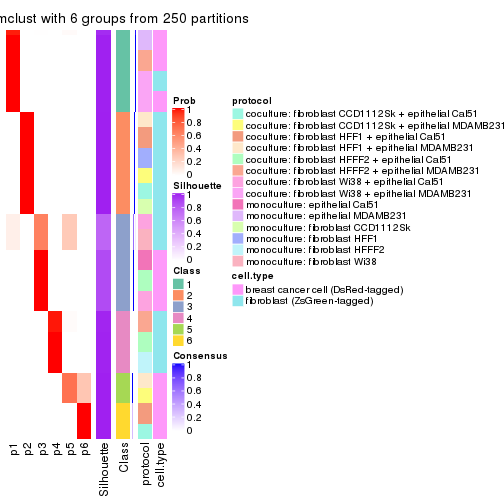 mclust with 6 groups from 250 partitions
Prob
1
0.8
0.6
0.4
0.2
0
Silhouette
1
0.8
0.6
0.4
0.2
0
Class
1
2
3
4
5
6
Consensus
1
0.8
0.6
0.4
0.2
0
protocol
coculture: fibroblast CCD1112Sk + epithelial Cal51
coculture: fibroblast CCD1112Sk + epithelial MDAMB231
coculture: fibroblast HFF1 + epithelial Cal51
coculture: fibroblast HFF1 + epithelial MDAMB231
coculture: fibroblast HFFF2 + epithelial Cal51
coculture: fibroblast HFFF2 + epithelial MDAMB231
coculture: fibroblast Wi38 + epithelial Cal51
coculture: fibroblast Wi38 + epithelial MDAMB231
monoculture: epithelial Cal51
monoculture: epithelial MDAMB231
monoculture: fibroblast CCD1112Sk
monoculture: fibroblast HFF1
monoculture: fibroblast HFFF2
monoculture: fibroblast Wi38
cell.type
breast cancer cell (DsRed-tagged)
fibroblast (ZsGreen-tagged)
p1
p2
p3
p4
p5
p6
Silhouette
Class
protocol
cell.type